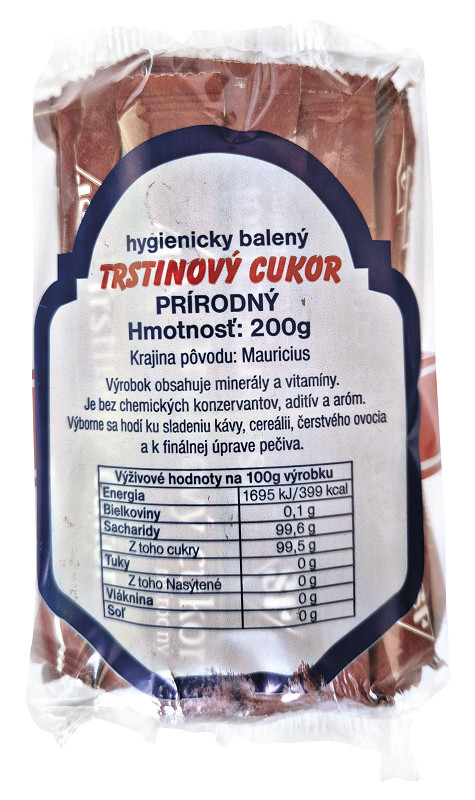 hygienicky balený
TRSTINOVÝ CUKOR
PRÍRODNÝ
Hmotnosť: 200g
Krajina pôvodu: Mauricius
Výrobok obsahuje minerály a vitamíny.
Je bez chemických konzervantov, aditív a aróm.
Výborne sa hodí ku sladeniu kávy, cereálii, čerstvého ovocia
a k finálnej úprave pečiva.
Výživové hodnoty na 100g výrobku
Energia 1695 kJ/399 kcal
Bielkoviny 0,1 g
Sacharidy 99,6 g
Z toho cukry 99,5 g
Tuky 0 g
Z toho Nasýtené 0 g
Vláknina 0 g
Soľ 0 g